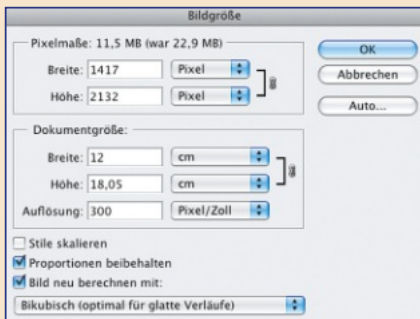 Bildgröße
Pixelmaße: 11,5 MB (war 22,9 MB)
OK
Breite: 1417 Pixel
Abbrechen
Höhe: 2132 Pixel
Auto...
Dokumentgröße:
Breite: 12 cm
Höhe: 18,05 cm
Auflösung: 300 Pixel/Zoll
Stile skalieren
Proportionen beibehalten
Bild neu berechnen mit:
Bikubisch (optimal für glatte Verläufe)